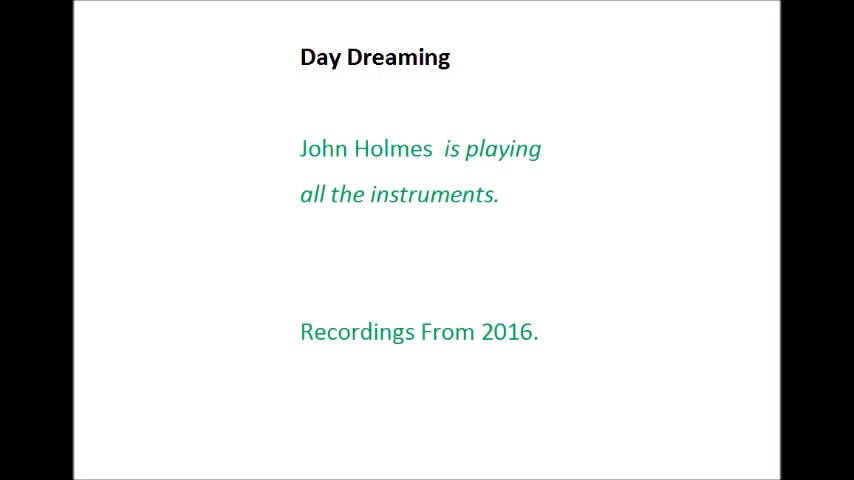 Day Dreaming
John Holmes is playing
all the instruments.
Recordings From 2016.